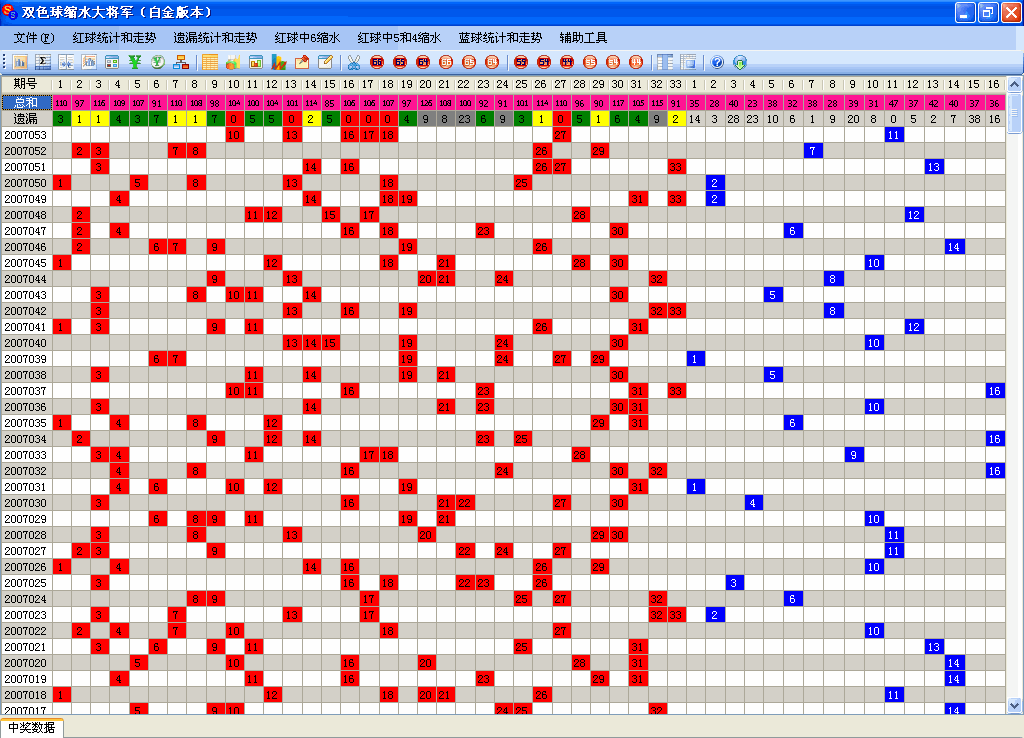 双色球缩水大将军（白金版本）
文件(F) 红球统计和走势 遗漏统计和走势 红球中6缩水 红球中5和4缩水 蓝球统计和走势 辅助工具
期号 1 2 3 4 5 6 7 8 9 10 11 12 13 14 15 16 17 18 19 20 21 22 23 24 25 26 27 28 29 30 31 32 33 1 2 3 4 5 6 7 8 9 10 11 12 13 14 15 16
总和 110 97 109 107 91 110 98 104 100 104 101 114 85 97 126 108 100 92 91 101 114 110 117 105 115 91 35 28 40 23 28 39 31 47 42 40 37 36
遗漏 3 1 1 4 3 7 1 1 7 0 5 5 0 2 5 0 0 0 4 9 8 23 6 9 3 1 0 5 1 6 4 9 2 14 3 28 23 10 6 1 9 20 8 0 5 2 7 38 16
2007053 10 13 16 17 18 27 11
2007052 2 3 7 8 26 29 7
2007051 3 14 16 26 27 33 13
2007050 1 5 8 13 18 25 2
2007049 4 14 18 19 31 33 2
2007048 2 11 12 15 17 28 12
2007047 2 4 16 18 23 30 6
2007046 2 6 7 9 19 26 14
2007045 1 12 18 21 28 30 10
2007044 9 13 20 21 24 32 8
2007043 3 8 10 11 14 30 5
2007042 3 13 16 19 32 33 8
2007041 1 3 9 11 26 31 12
2007040 13 14 15 19 24 30 10
2007039 6 7 19 24 27 29 1
2007038 3 11 14 19 21 30 5
2007037 10 11 16 23 31 33 16
2007036 3 14 21 23 30 31 10
2007035 1 4 8 12 29 31 6
2007034 2 9 12 14 23 25 16
2007033 3 4 11 17 18 28 9
2007032 4 8 16 24 30 32 16
2007031 4 6 10 12 19 31 1
2007030 3 16 21 22 27 30 4
2007029 6 8 9 11 19 21 10
2007028 3 8 13 20 29 30 11
2007027 2 3 9 22 24 27 11
2007026 1 4 14 16 26 29 10
2007025 3 16 18 22 23 26 3
2007024 8 9 17 25 27 32 6
2007023 3 7 13 17 32 33 2
2007022 2 4 7 10 18 27 10
2007021 3 6 9 11 25 31 13
2007020 5 10 16 20 28 31 14
2007019 4 11 16 23 29 31 14
2007018 1 12 18 20 21 26 11
2007017 5 9 10 24 25 32 14
中奖数据